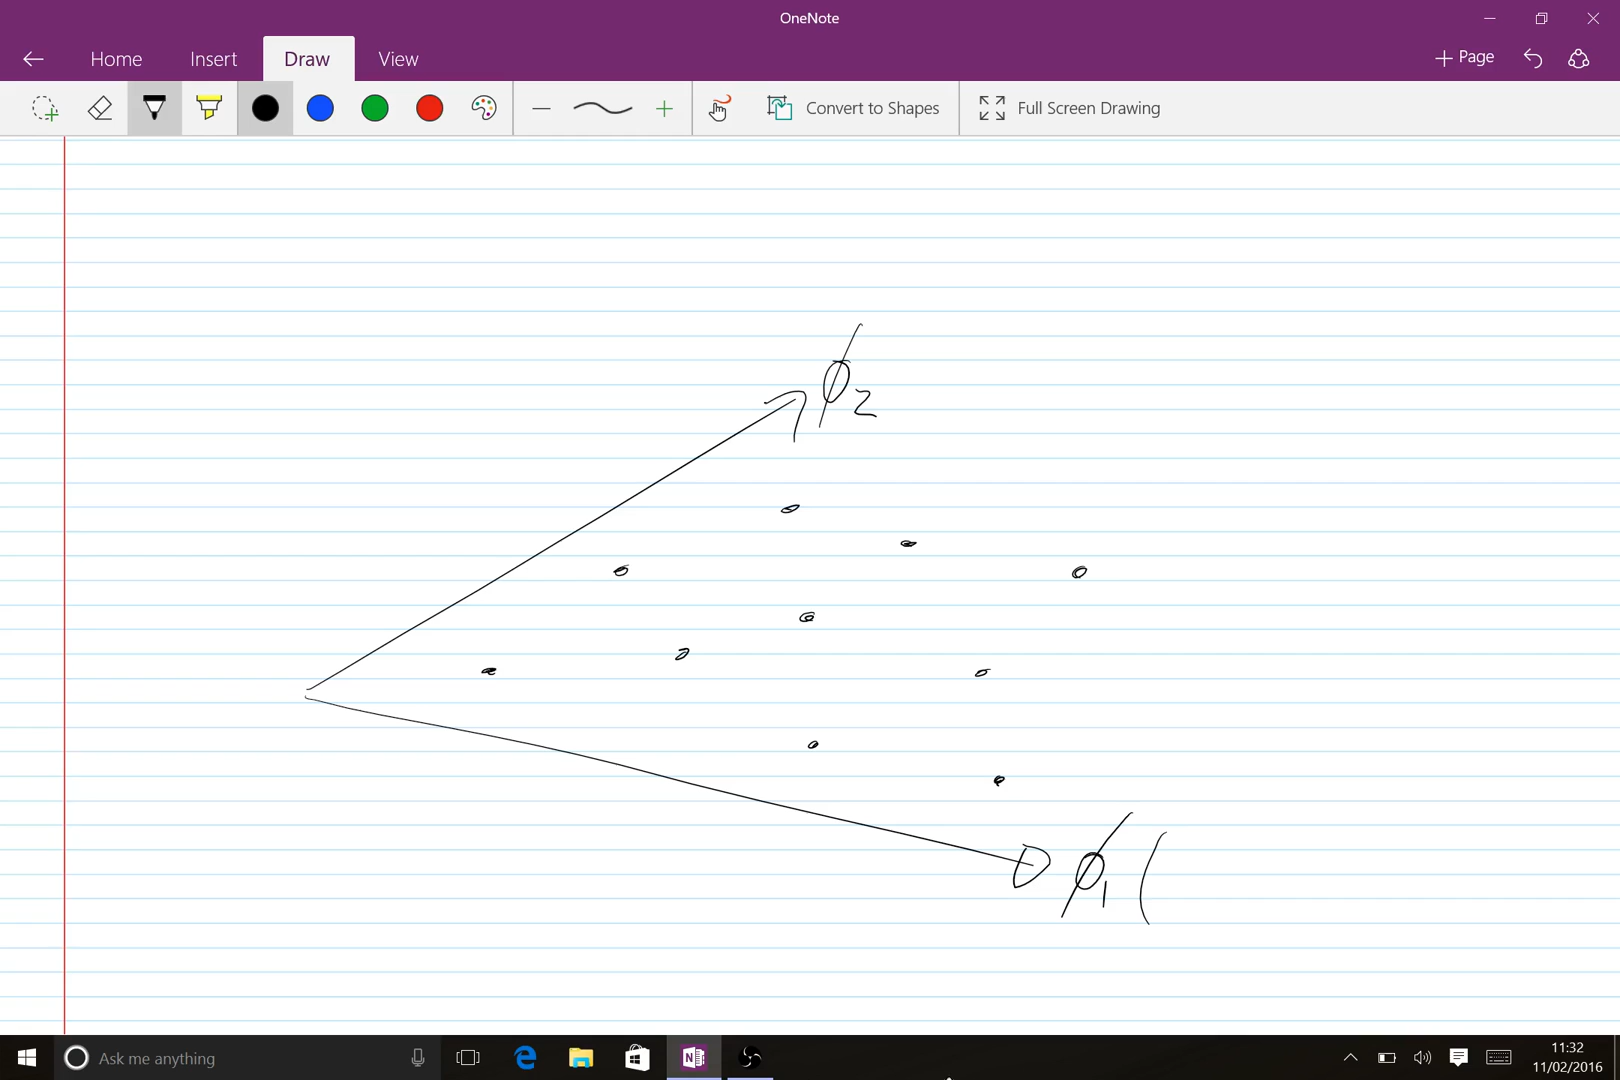 OneNote
Home Insert Draw View
Page
Convert to Shapes Full Screen Drawing
ϕ2
ϕ1 (
Ask me anything
11:32
11/02/2016